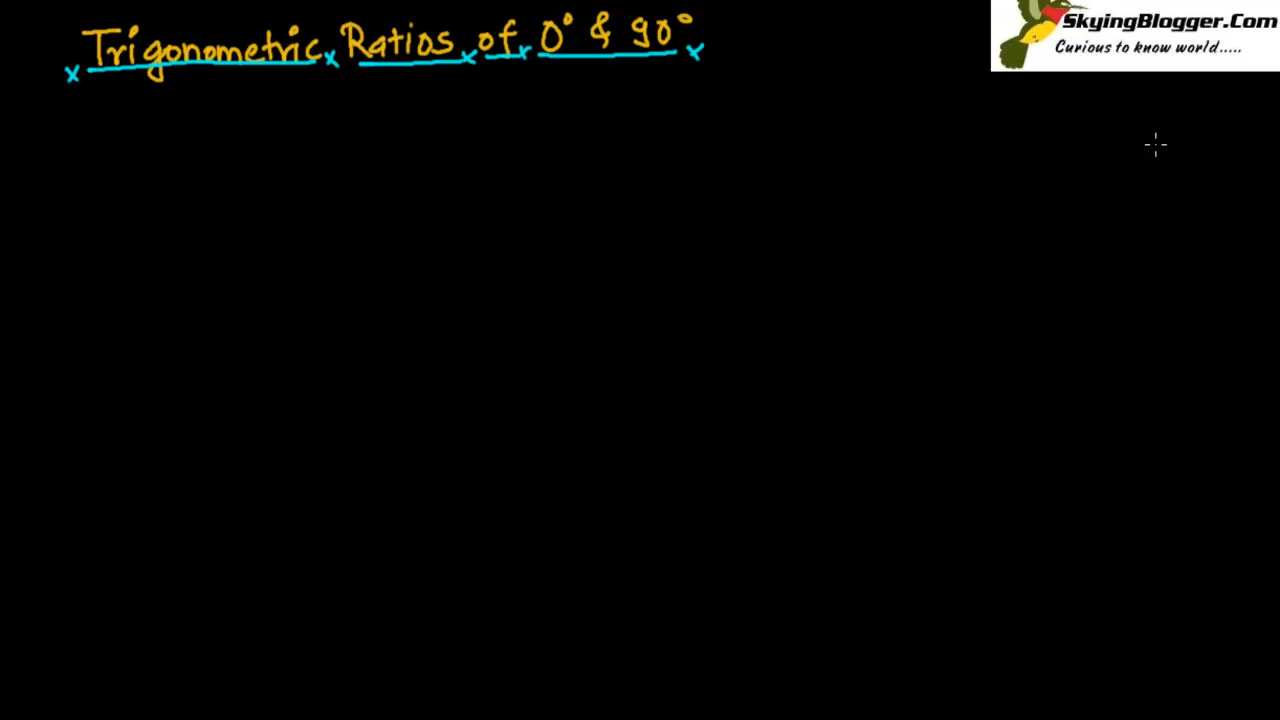 Trigonometric Ratios of 0° & 90°
SkyingBlogger.Com
Curious to know world.....